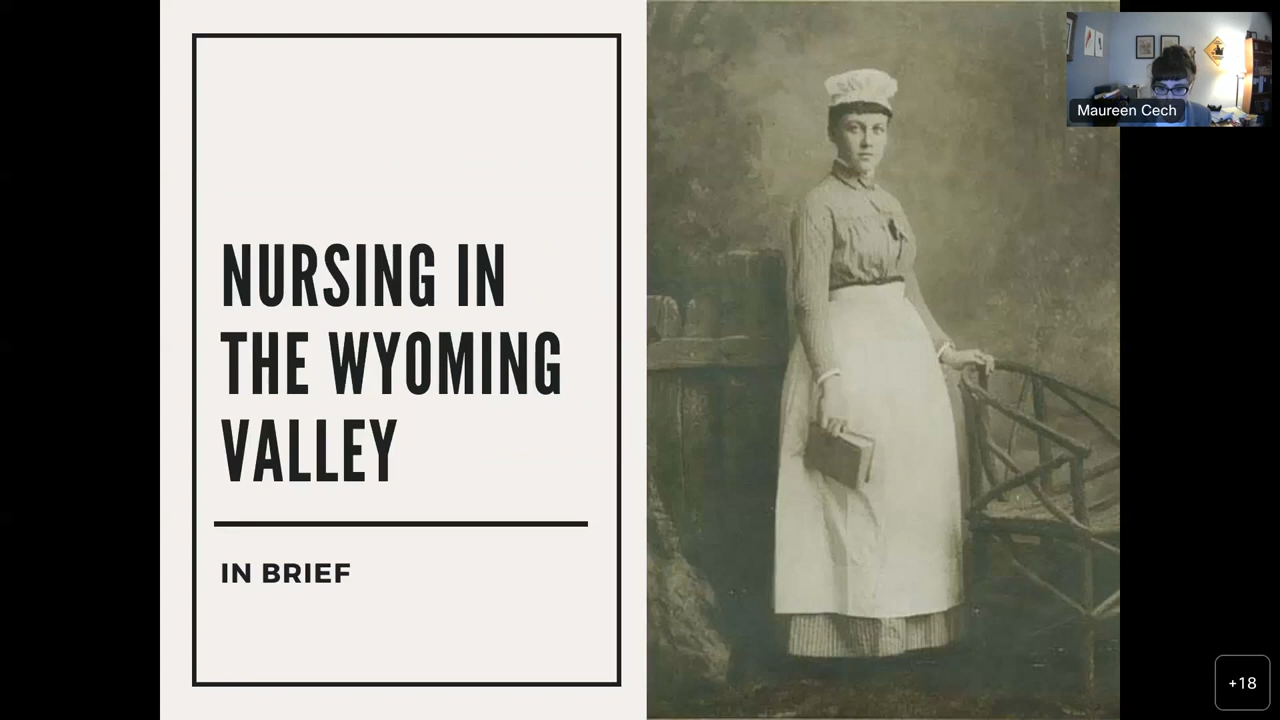 NURSING IN
THE WYOMING
VALLEY
IN BRIEF
Maureen Cech
+18